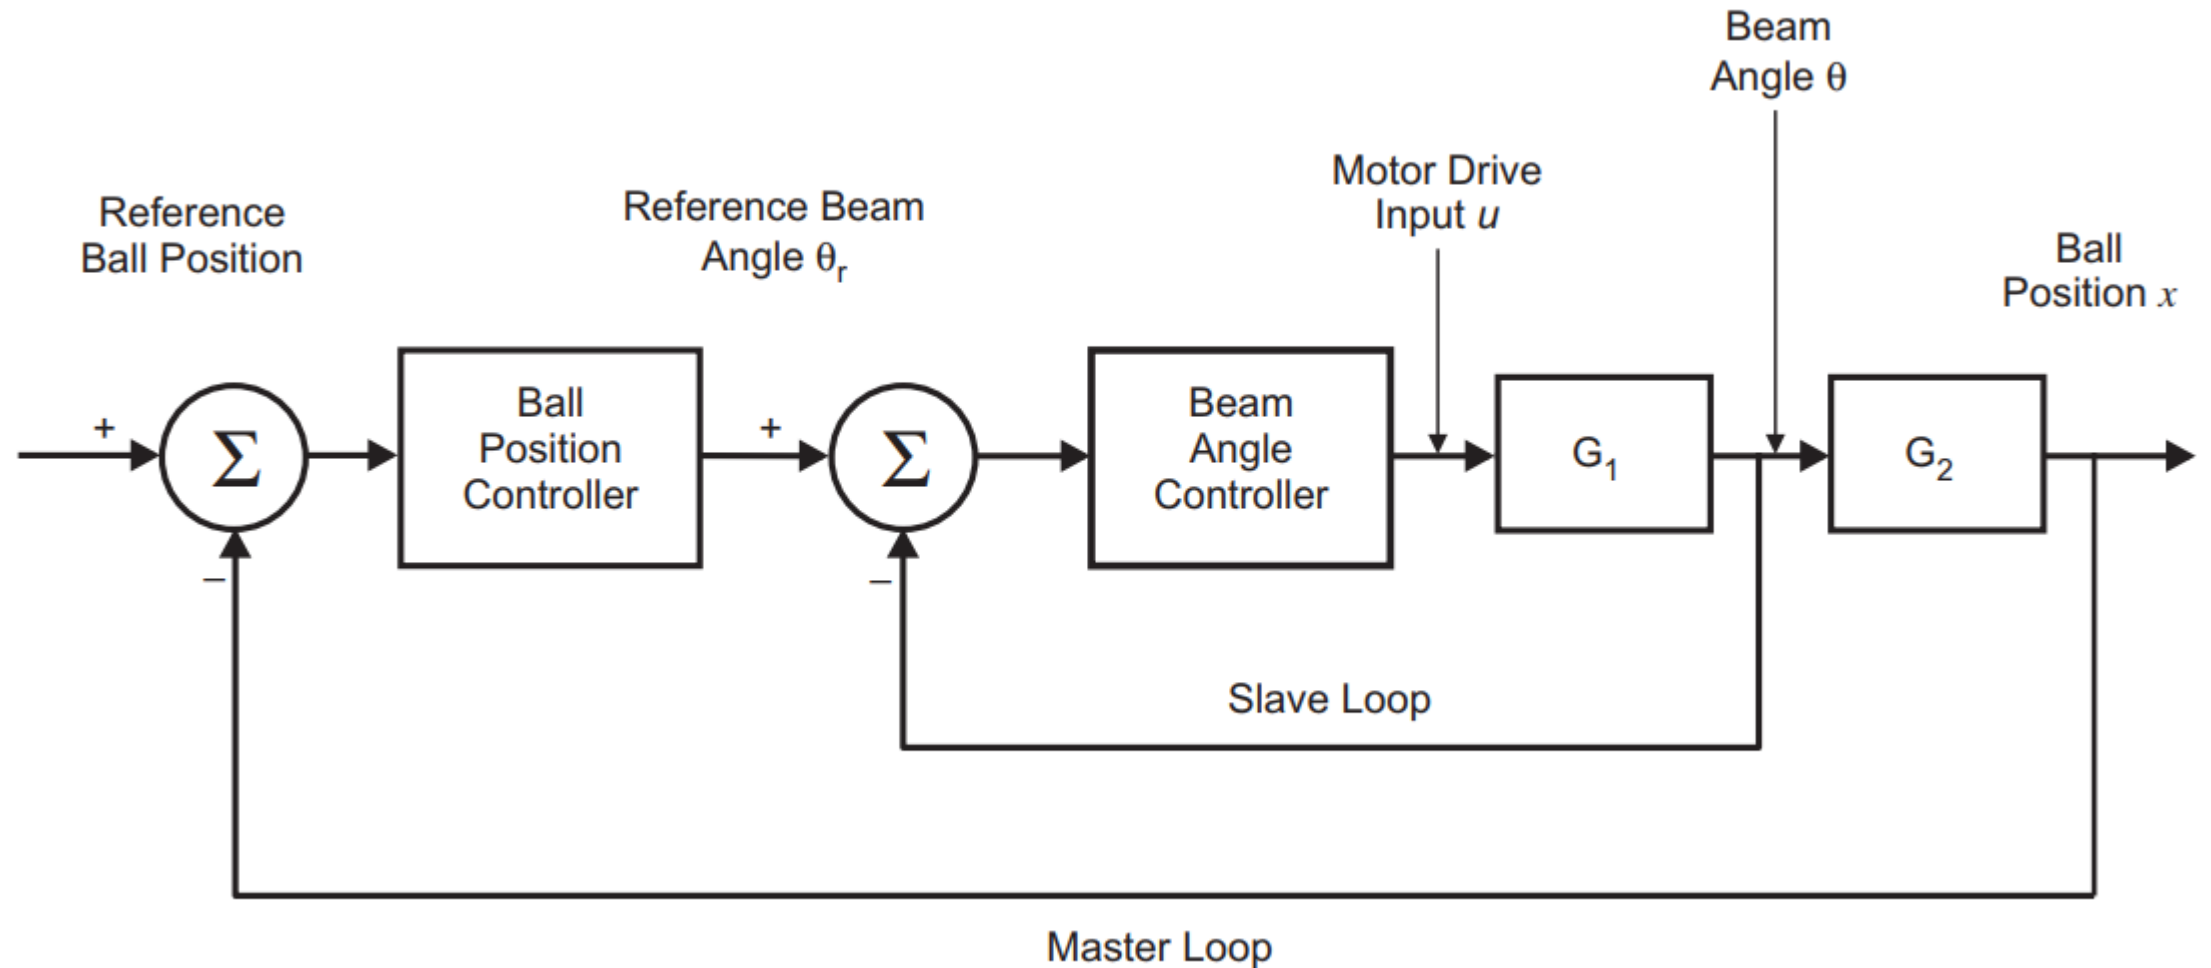 Beam
Angle θ
Motor Drive
Input u
Reference
Ball Position
Reference Beam
Angle θr
Ball
Position x
+
Σ
Ball
Position
Controller
+
Σ
Beam
Angle
Controller
G1
G2
−
−
Slave Loop
Master Loop